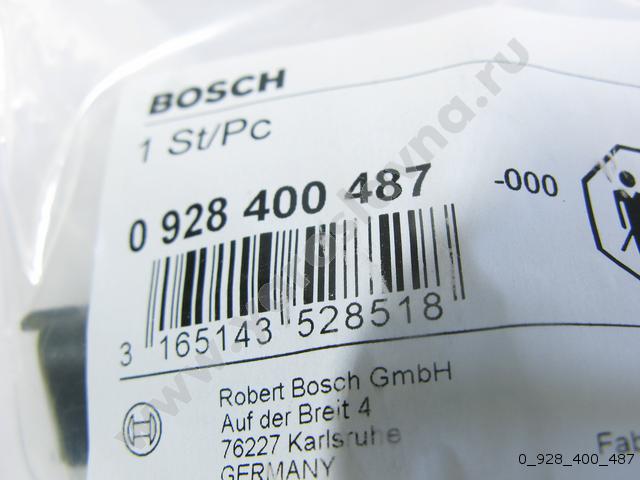 BOSCH
1 St/Pc
0 928 400 487
-000
3 165143 528518
Robert Bosch GmbH
Auf der Breit 4
76227 Karlsruhe
GERMANY
Fab
0_928_400_487